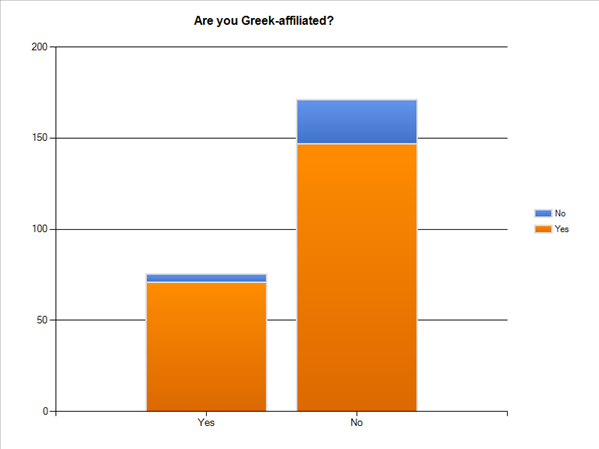 Are you Greek-affiliated?
200
150
100
50
0
Yes
No
No
Yes